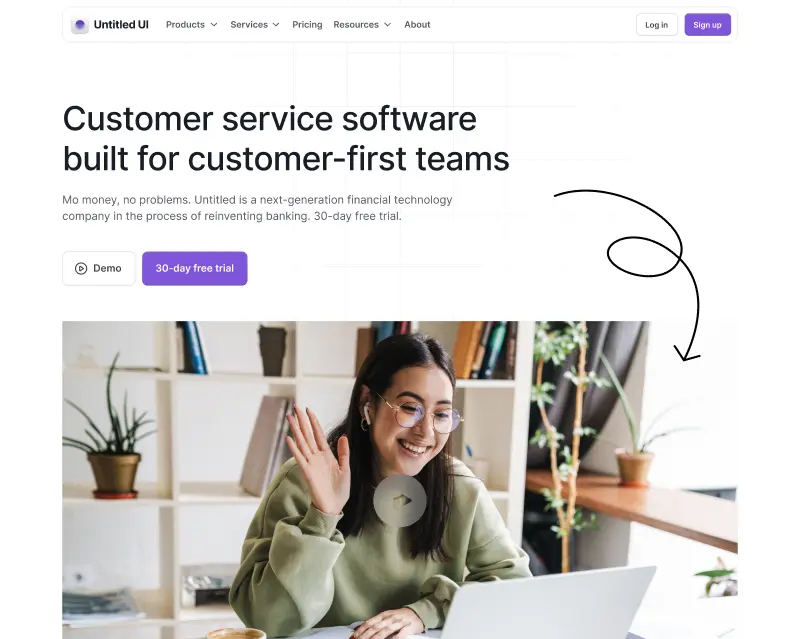 Untitled UI
Products
Services
Pricing
Resources
About
Log in
Sign up
Customer service software
built for customer-first teams
Mo money, no problems. Untitled is a next-generation financial technology
company in the process of reinventing banking. 30-day free trial.
Demo
30-day free trial